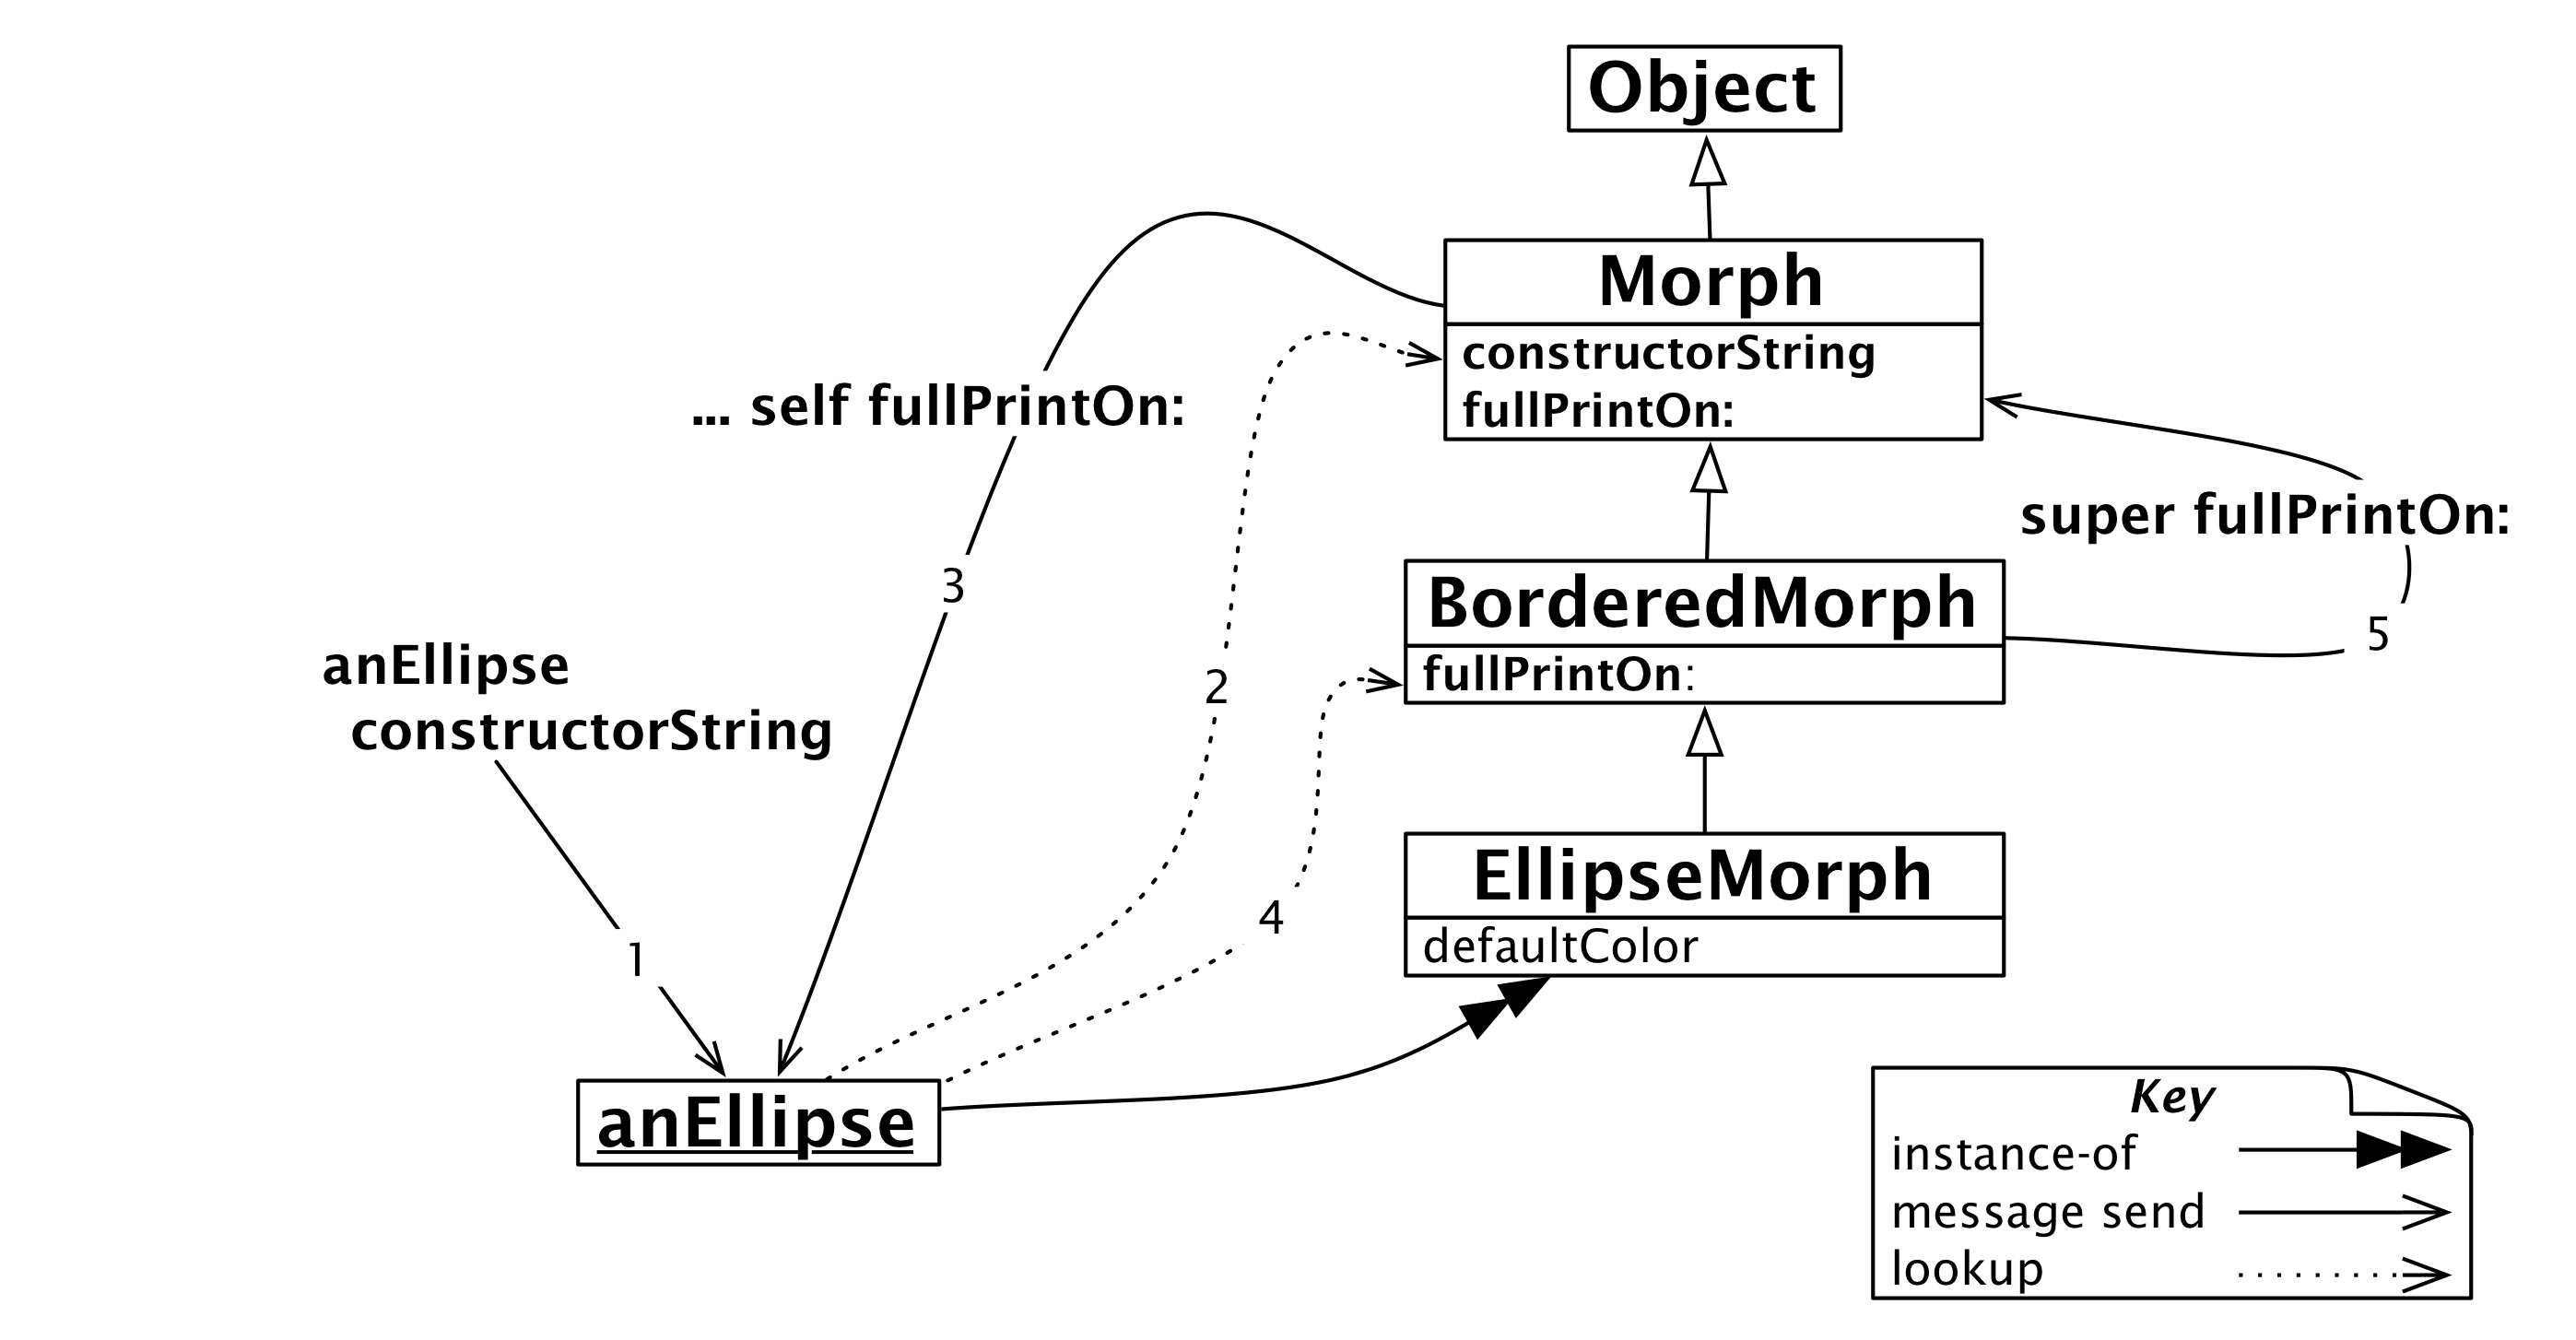 Object
Morph
constructorString
fullPrintOn:
... self fullPrintOn:
super fullPrintOn:
3
BorderedMorph
fullPrintOn:
5
anEllipse
constructorString
2
EllipseMorph
defaultColor
4
1
anEllipse
Key
instance-of
message send
lookup